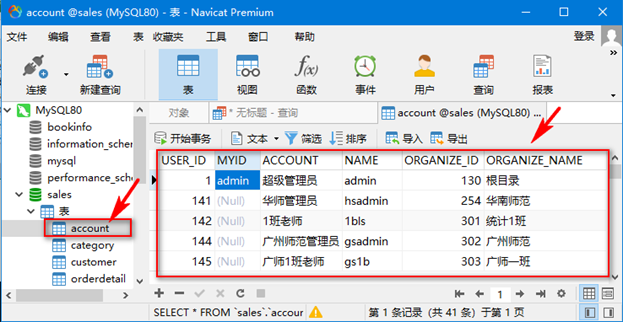 account @sales (MySQL80) - 表 - Navicat Premium
文件 编辑 查看 表 收藏夹 工具 窗口 帮助 登录
连接 新建查询 表 视图 函数 事件 用户 查询 报表
f(x)
MySQL80
bookinfo
information_schem
mysql
performance_schem
sales
表
account
category
customer
orderdetail
对象 * 无标题 - 查询 account @sales (MySQL80) ...
开始事务 文本 筛选 排序 导入 导出
USER_ID MYID ACCOUNT NAME ORGANIZE_ID ORGANIZE_NAME
1 admin 超级管理员 admin 130 根目录
141 (Null) 华师管理员 hsadmin 254 华南师范
142 (Null) 1班老师 1bls 301 统计1班
144 (Null) 广州师范管理员 gsadmin 302 广州师范
145 (Null) 广师1班老师 gs1b 303 广师一班
1
SELECT * FROM `sales`.`accour 第 1 条记录 （共 41 条）于第 1 页